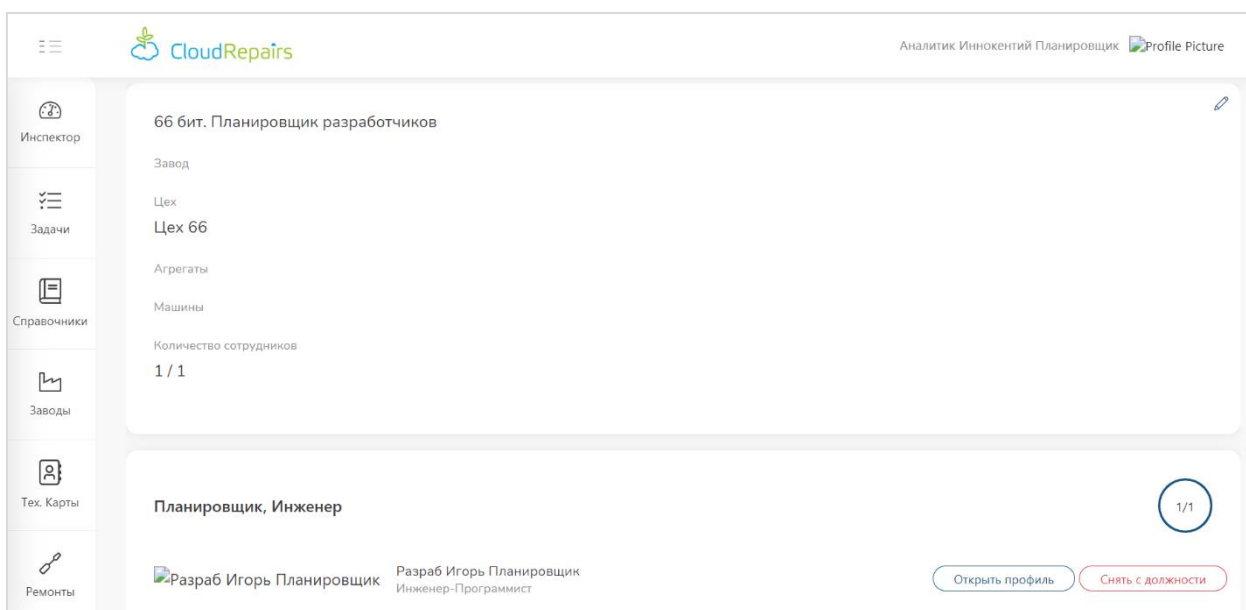 CloudRepairs
Аналитик Иннокентий Планировщик Profile Picture
Инспектор
Задачи
Справочники
Заводы
Тех. Карты
Ремонты
66 бит. Планировщик разработчиков
Завод
Цех
Цех 66
Агрегаты
Машины
Количество сотрудников
1 / 1
Планировщик, Инженер
1/1
Разраб Игорь Планировщик
Разраб Игорь Планировщик
Инженер-Программист
Открыть профиль
Снять с должности